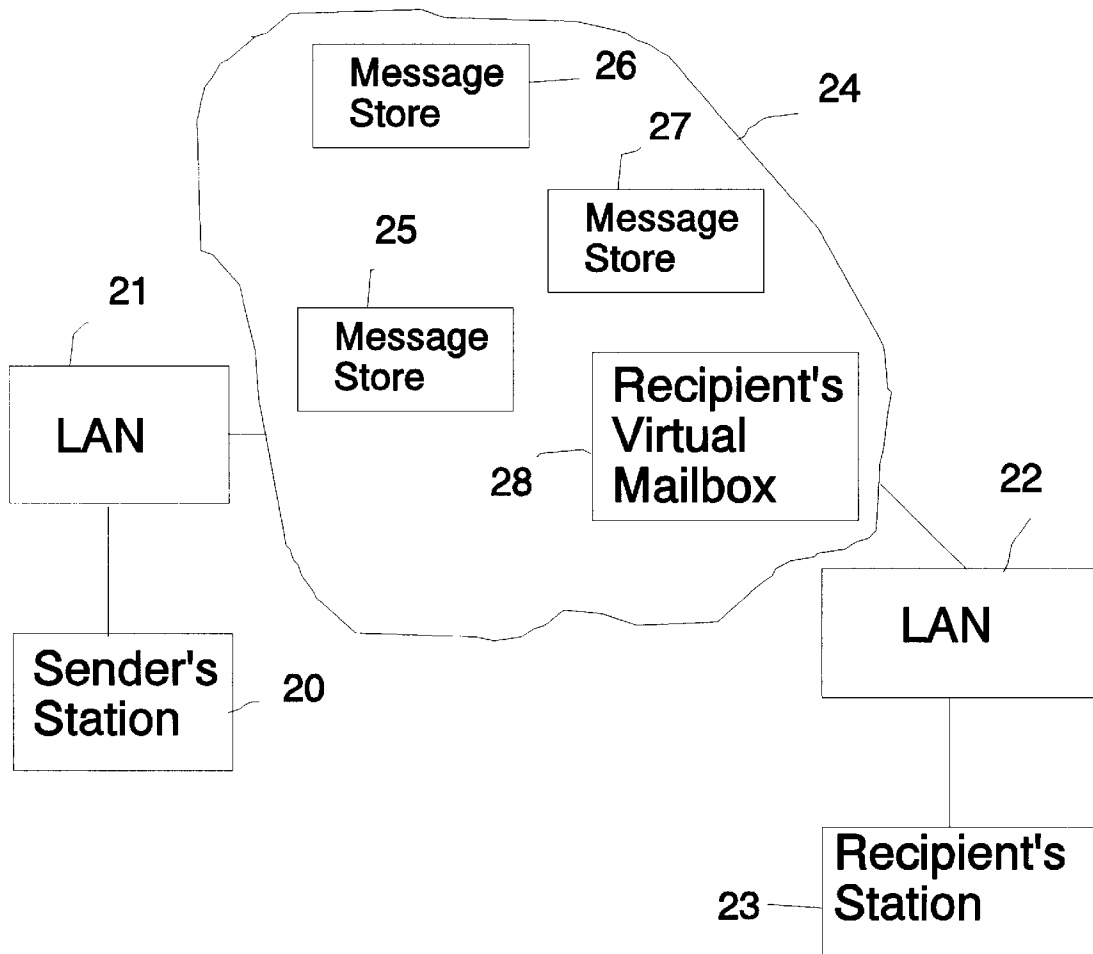 Message
Store
26
24
27
Message
Store
25
Message
Store
21
LAN
Recipient's
Virtual
Mailbox
28
22
LAN
Sender's
Station
20
Recipient's
Station
23